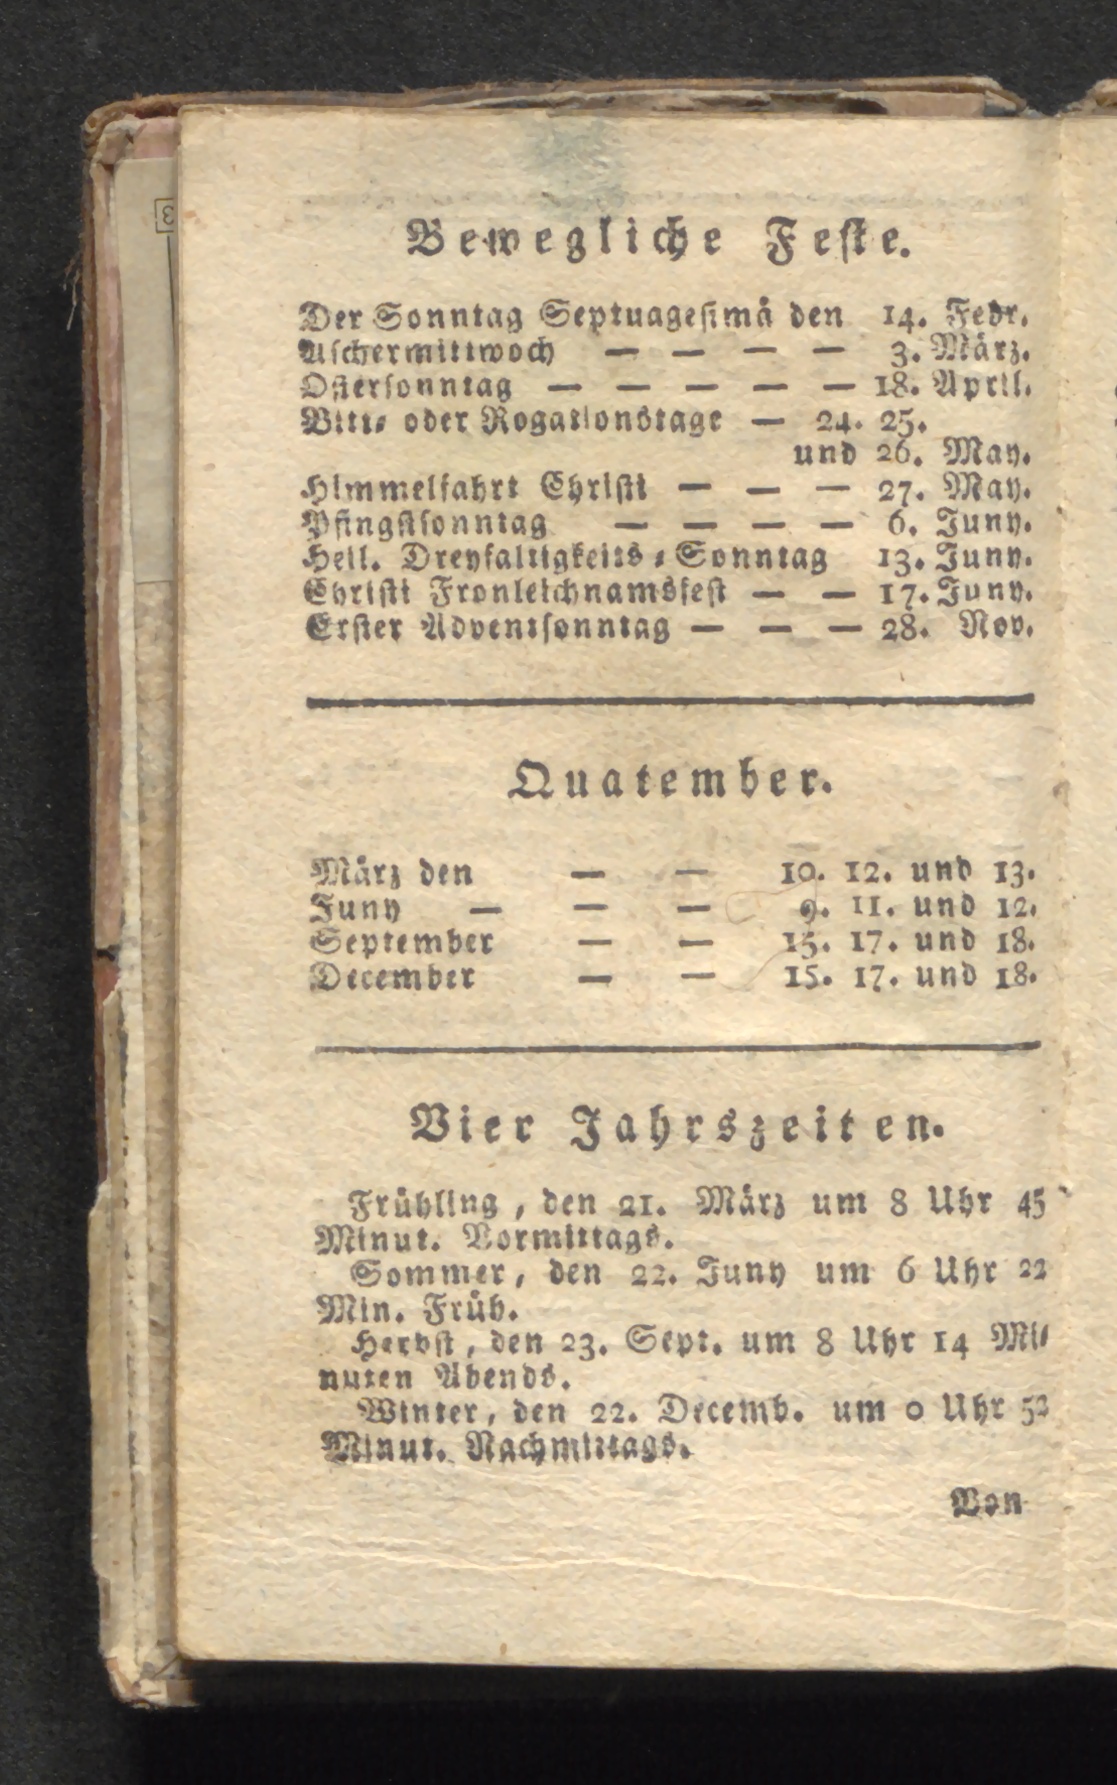 Bewegliche Feste.
Der Sonntag Septuagesimä den 14. Febr.
Aschermittwoch — — — — 3. März.
Ostersonntag — — — — — 18. April.
Bitt- oder Rogationstage — 24. 25.
und 26. May.
Himmelfahrt Christi — — — 27. May.
Pfingstsonntag — — — — 6. Juny.
Heil. Dreyfaltigkeits-Sonntag 13. Juny.
Christi Fronleichnamsfest — — 17. Juny.
Erster Adventsonntag — — — 28. Nov.
Quatember.
März den — — 10. 12. und 13.
Juny — — — 9. 11. und 12.
September — — 15. 17. und 18.
December — — 15. 17. und 18.
Vier Jahrszeiten.
Frühling, den 21. März um 8 Uhr 45
Minut. Vormittags.
Sommer, den 22. Juny um 6 Uhr 22
Min. Früh.
Herbst, den 23. Sept. um 8 Uhr 14 Mi-
nuten Abends.
Winter, den 22. Decemb. um 0 Uhr 52
Minut. Nachmittags.
Von